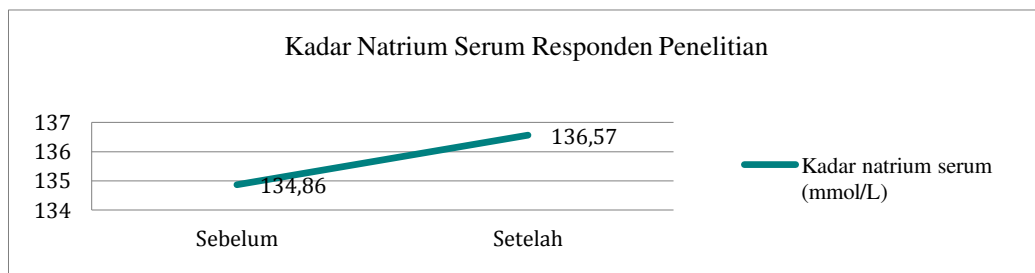 Kadar Natrium Serum Responden Penelitian
137
136
135
134
136,57
134,86
Sebelum
Setelah
Kadar natrium serum
(mmol/L)